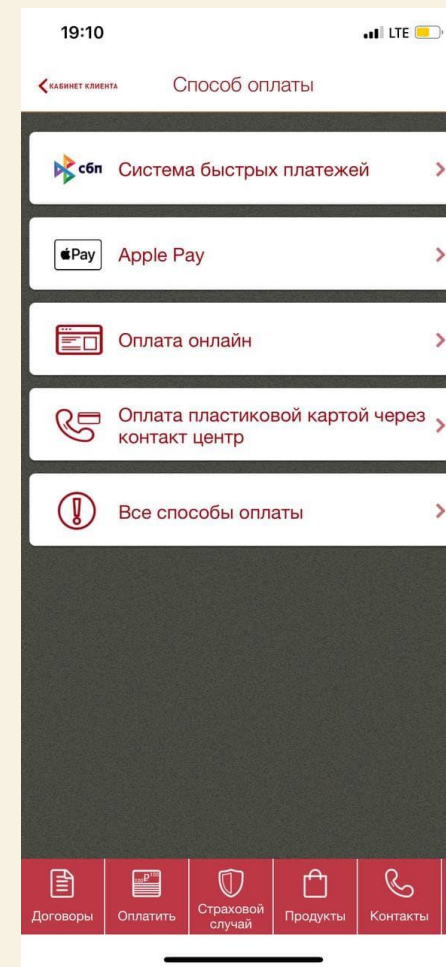 19:10
LTE
КАБИНЕТ КЛИЕНТА
Способ оплаты
сбп
Система быстрых платежей
Pay
Apple Pay
Оплата онлайн
Оплата пластиковой картой через
контакт центр
Все способы оплаты
Договоры
Оплатить
Страховой
случай
Продукты
Контакты